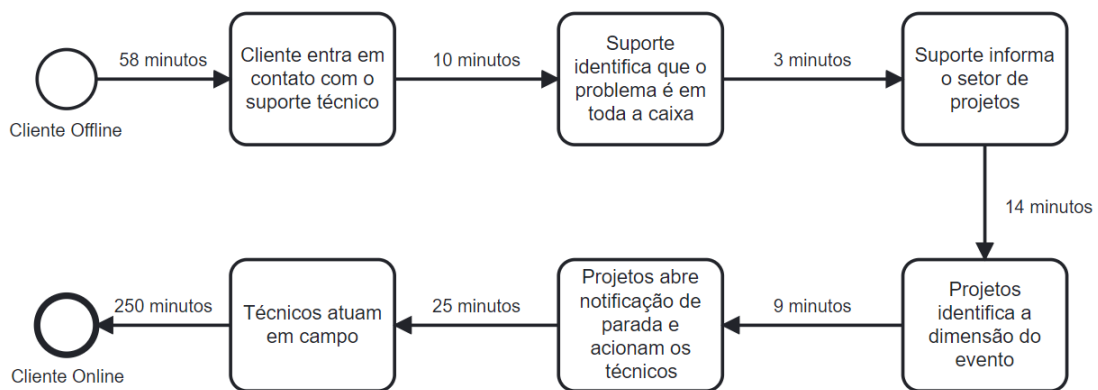 58 minutos
Cliente entra em
contato com o
suporte técnico
10 minutos
Suporte
identifica que o
problema é em
toda a caixa
3 minutos
Suporte informa
o setor de
projetos
Cliente Offline
14 minutos
Projetos
identifica a
dimensão do
evento
9 minutos
Projetos abre
notificação de
parada e
acionam os
técnicos
25 minutos
Técnicos atuam
em campo
250 minutos
Cliente Online